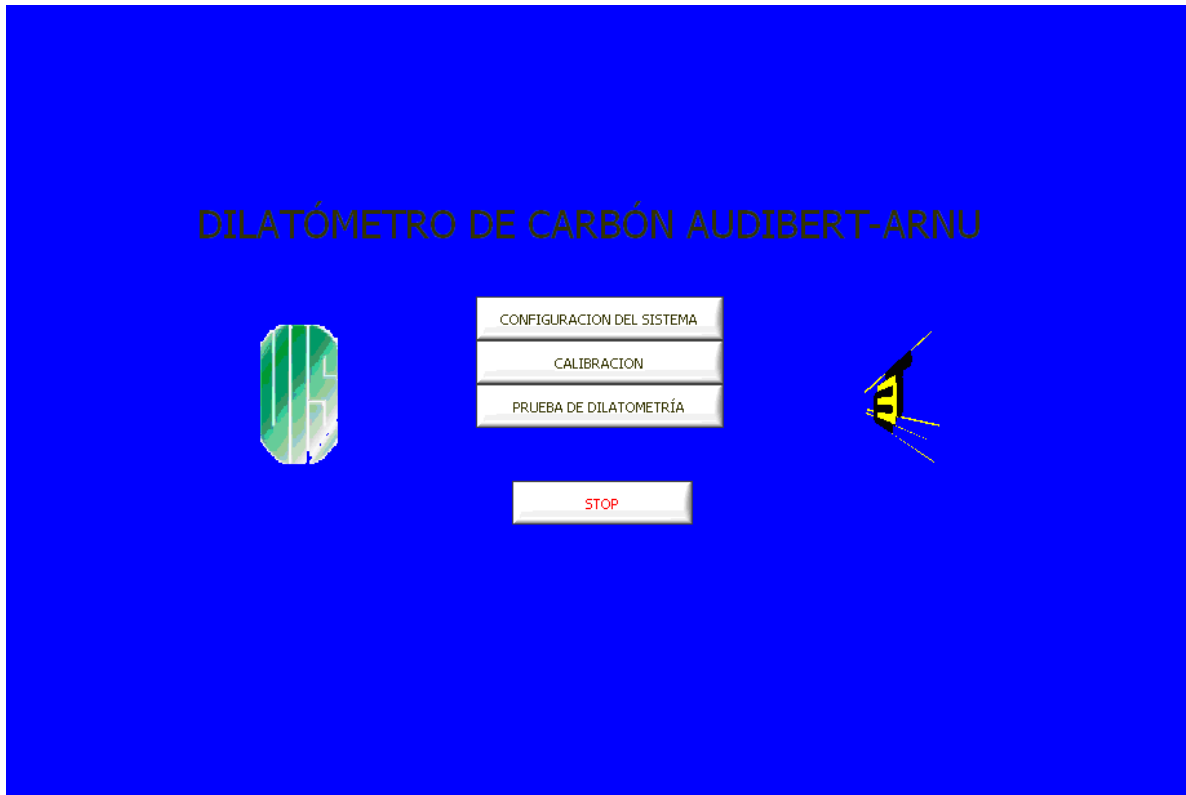 DILATÓMETRO DE CARBÓN AUDIBERT-ARNU
CONFIGURACION DEL SISTEMA
CALIBRACION
PRUEBA DE DILATOMETRÍA
STOP